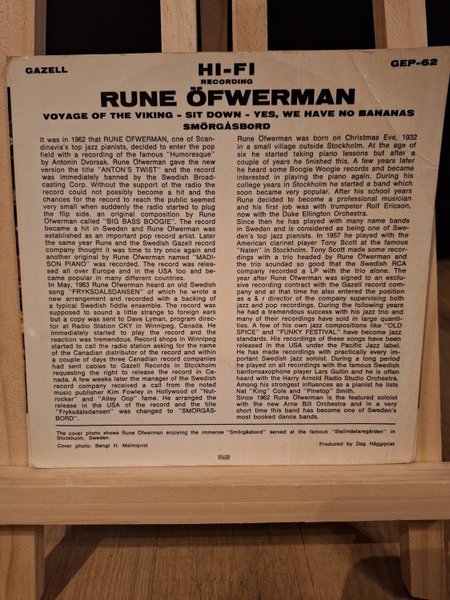 GAZELL
HI-FI
GEP-62
RECORDING
RUNE ÖFWERMAN
VOYAGE OF THE VIKING - SIT DOWN - YES, WE HAVE NO BANANAS
SMÖRGÅSBORD
It was in 1962 that RUNE ÖFWERMAN, one of Scan-
dinavia's top jazz pianists, decided to enter the pop
field with a recording of the famous "Humoresque"
by Antonin Dvorsak. Rune Öfwerman gave the new
version the title "ANTON'S TWIST" and the record
was immediately banned by the Swedish Broad-
casting Corp. Without the support of the radio the
record could not possibly become a hit and the
chances for the record to reach the public seemed
very small when suddenly the radio started to plug
the flip side, an original composition by Rune
Öfwerman called "BIG BASS BOOGIE". The record
became a hit in Sweden and Rune Öfwerman was
established as an important pop record artist. Later
the same year Rune and the Swedish Gazell record
company thought it was time to try once again and
another original by Rune Öfwerman named "MADI-
SON PIANO" was recorded. The record was relea-
sed all over Europe and in the USA too and be-
came popular in many different countries.
In May, 1963 Rune Öfwerman heard an old Swedish
song "FRYKSDALSDANSEN" of which he wrote a
new arrangement and recorded with a backing of
a typical Swedish fiddle ensemble. The record was
supposed to sound a little strange to foreign ears
but a copy was sent to Dave Lyman, program direc-
tor at Radio Station CKY in Winnipeg, Canada. He
immediately started to play the record and the
reaction was tremendous. Record shops in Winnipeg
started to call the radio station asking for the name
of the Canadian distributor of the record and within
a couple of days three Canadian record companies
had sent cables to Gazell Records in Stockholm
requesting the right to release the record in Ca-
nada. A few weeks later the manager of the Swedish
record company received a call from the noted
music publisher Kim Fowley in Hollywood of "Nut-
rocker" and "Alley Oop" fame. He arranged the
release in the USA of the record and the title
"Fryksdalsdansen" was changed to "SMÖRGÅS-
BORD".
Rune Öfwerman was born on Christmas Eve, 1932
in a small village outside Stockholm. At the age of
six he started taking piano lessons but after a
couple of years he finished this. A few years later
he heard some Boogie Woogie records and became
interested in playing the piano again. During his
college years in Stockholm he started a band which
soon became very popular. After his school years
Rune decided to become a professional musician
and his first job was with trumpeter Rolf Ericson,
now with the Duke Ellington Orchestra.
Since then he has played with many name bands
in Sweden and is considered as being one of Swe-
den's top jazz pianists. In 1957 he played with the
American clarinet player Tony Scott at the famous
"Nalen" in Stockholm. Tony Scott made some recor-
dings with a trio headed by Rune Öfwerman and
the trio sounded so good that the Swedish RCA
company recorded a LP with the trio alone. The
year after Rune Öfwerman was signed to an exclu-
sive recording contract with the Gazell record com-
pany and at that time he also entered the position
as a & r director of the company supervising both
jazz and pop recordings. During the following years
he had a tremendous success with his jazz trio and
many of their recordings have sold in large quanti-
ties. A few of his own jazz compositions like "OLD
SPICE" and "FUNKY FESTIVAL" have become jazz
standards. His recordings of these songs have been
released in the USA under the Pacific Jazz label.
He has made recordings with practically every im-
portant Swedish jazz soloist. During a long period
he played on all recordings with the famous Swedish
bariton­saxophone player Lars Gullin and he is often
heard with the Harry Arnold Radio Studio Orchestra.
Among his strongest influences as a pianist he lists
Nat "King" Cole and Horace Smith.
Since 1962 Rune Öfwerman is the featured soloist
with the new Arne Bill Orchestra and in a very
short time this band has become one of Sweden's
most booked dance bands.
The cover photo shows Rune Öfwerman enjoying the immense "Smörgåsbord" served at the famous "Stallmästaregården" in
Stockholm, Sweden.
Cover photo: Bengt H. Malmqvist
Produced by Dag Häggqvist